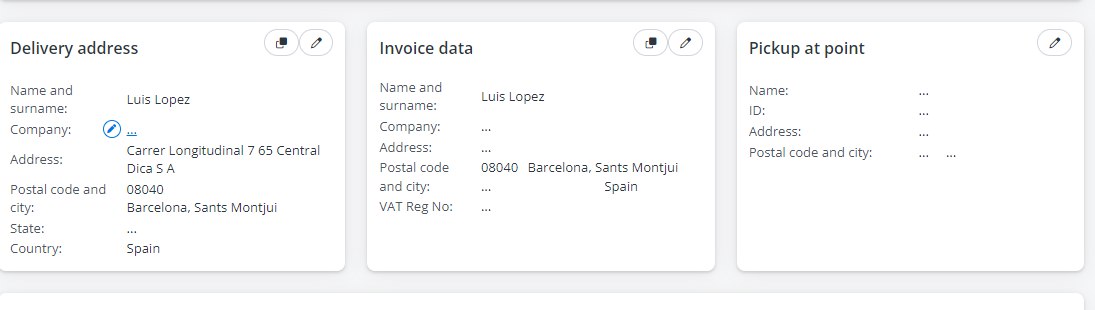 Delivery address
Name and surname: Luis Lopez
Company: ...
Address: Carrer Longitudinal 7 65 Central
Dica S A
Postal code and city: 08040
Barcelona, Sants Montjui
State: ...
Country: Spain
Invoice data
Name and surname: Luis Lopez
Company: ...
Address: ...
Postal code and city: 08040 Barcelona, Sants Montjui
... Spain
VAT Reg No: ...
Pickup at point
Name: ...
ID: ...
Address: ...
Postal code and city: ... ...